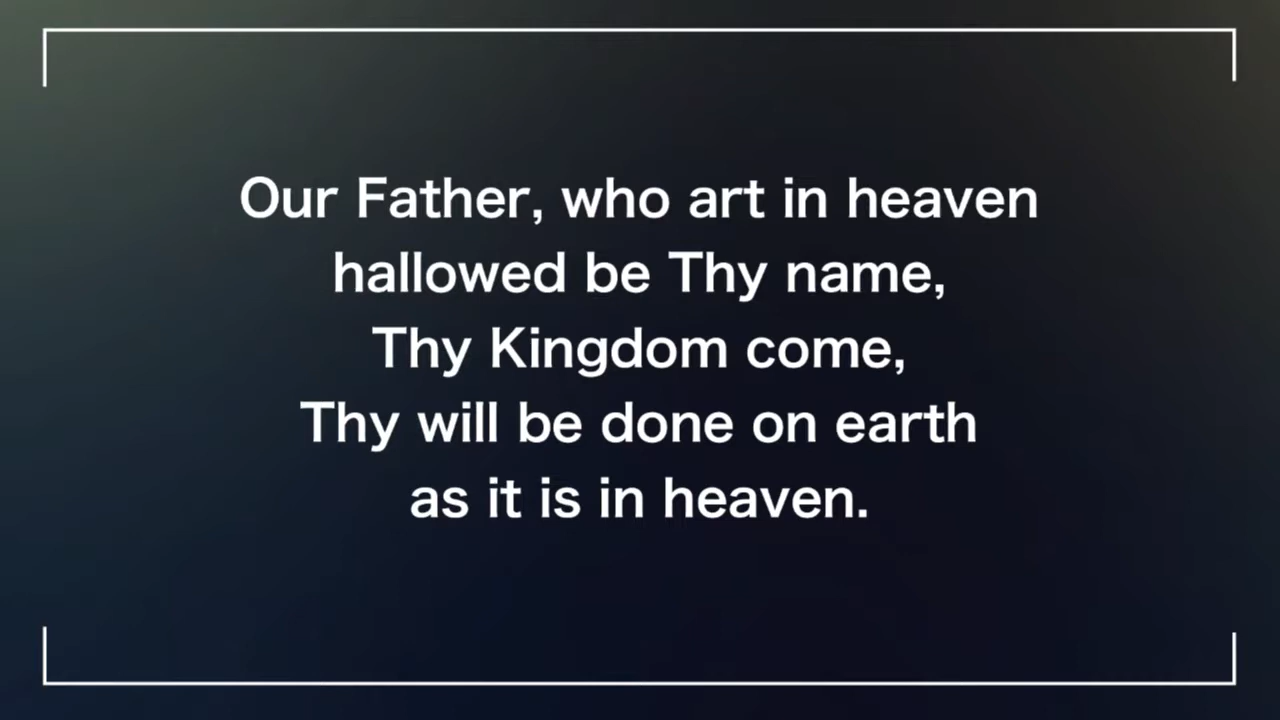 Our Father, who art in heaven
hallowed be Thy name,
Thy Kingdom come,
Thy will be done on earth
as it is in heaven.